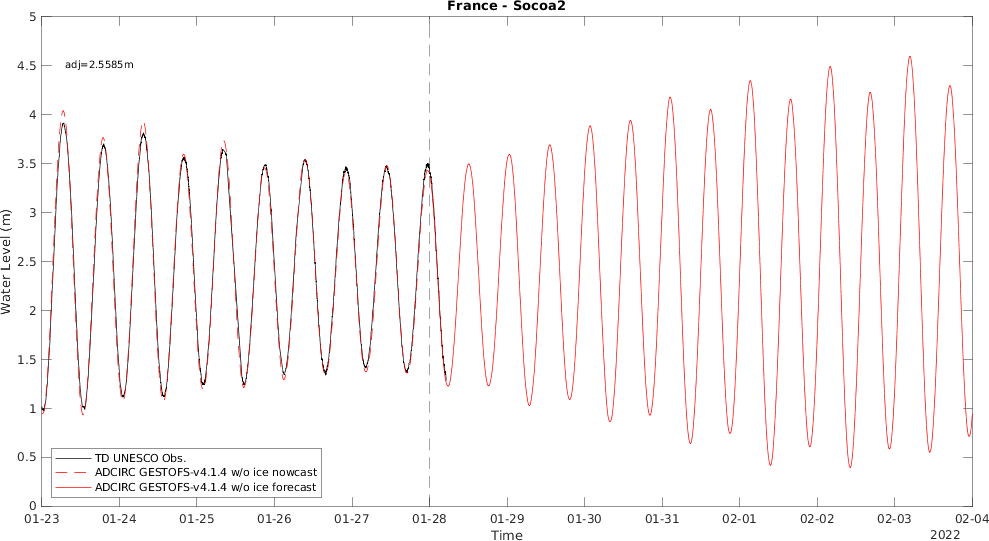 France - Socoa2
adj=2.5585m
Water Level (m)
5
4.5
4
3.5
3
2.5
2
1.5
1
0.5
0
TD UNESCO Obs.
ADCIRC GESTOFS-v4.1.4 w/o ice nowcast
ADCIRC GESTOFS-v4.1.4 w/o ice forecast
01-23 01-24 01-25 01-26 01-27 01-28 01-29 01-30 01-31 02-01 02-02 02-03 02-04
Time
2022